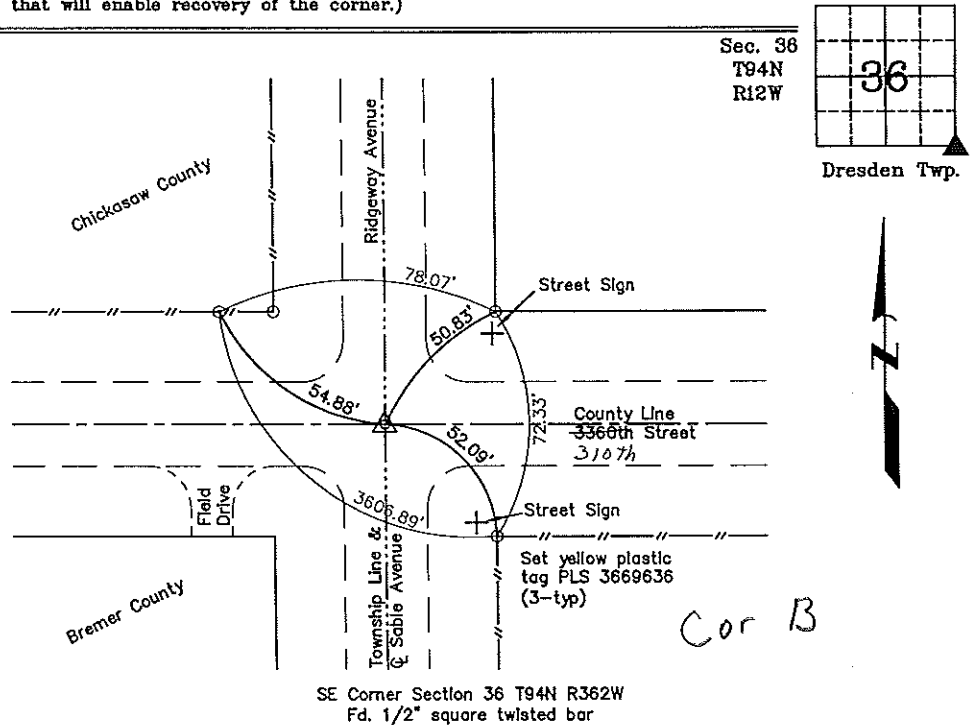 that will enable recovery of the corner.)
Sec. 36
T94N
R12W
36
Dresden Twp.
Chickasaw County
Ridgeway Avenue
78.07'
Street Sign
50.83'
54.88'
72.33'
County Line
3360th Street
310th
52.09'
N
3606.89'
Field
Drive
Street Sign
Township Line &
℄ Sable Avenue
Set yellow plastic
tag PLS 3669636
(3-typ)
Bremer County
Cor B
SE Corner Section 36 T94N R362W
Fd. 1/2" square twisted bar